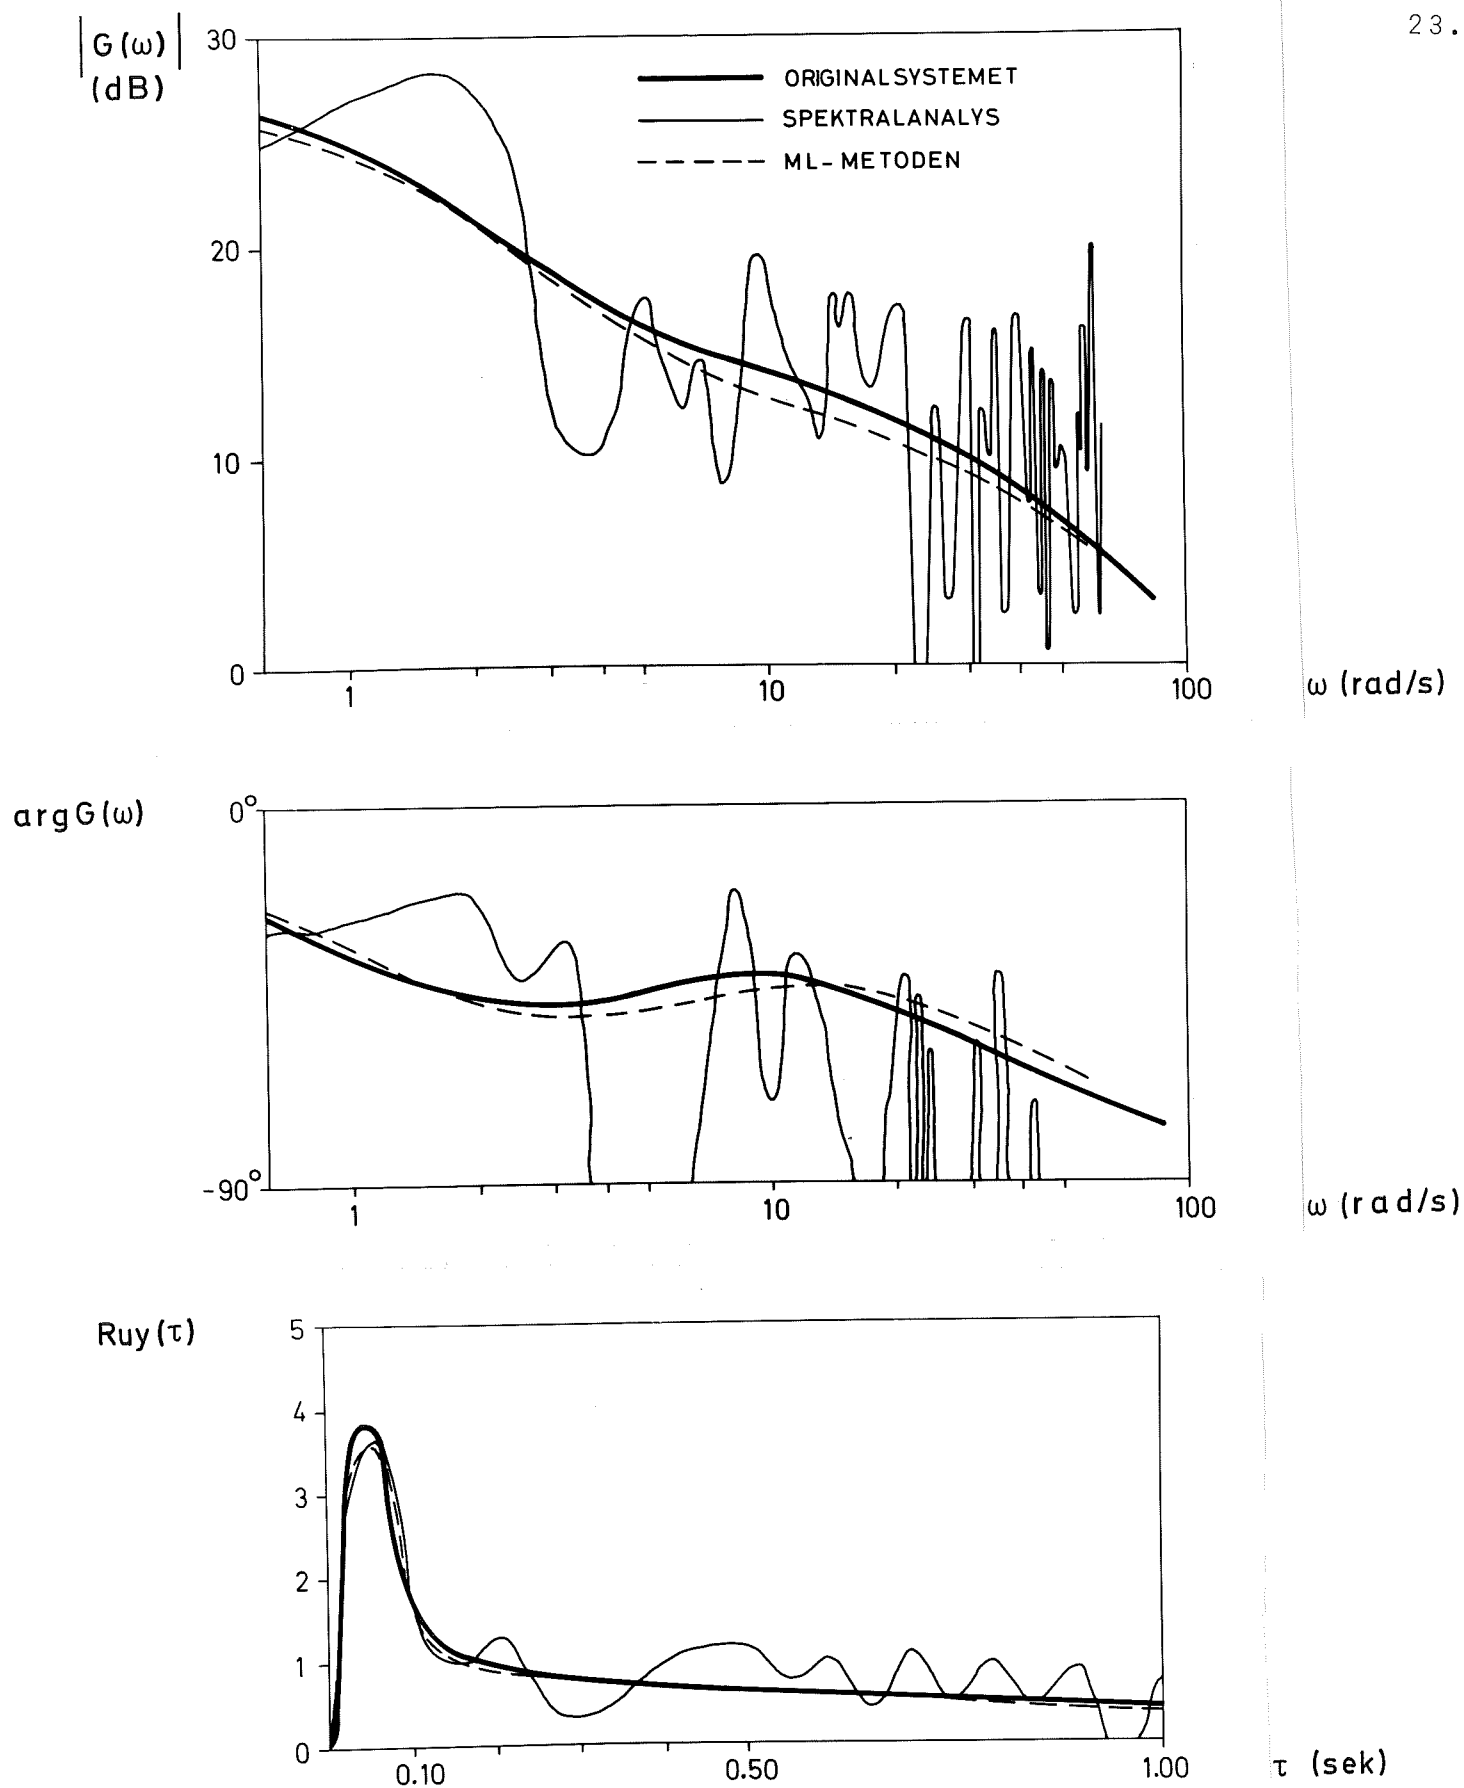 23.
|G(ω)|
(dB)
30
20
10
0
ORIGINALSYSTEMET
SPEKTRALANALYS
ML-METODEN
1
10
100
ω (rad/s)
arg G(ω)
0°
-90°
1
10
100
ω (rad/s)
Ruy(τ)
5
4
3
2
1
0
0.10
0.50
1.00
τ (sek)